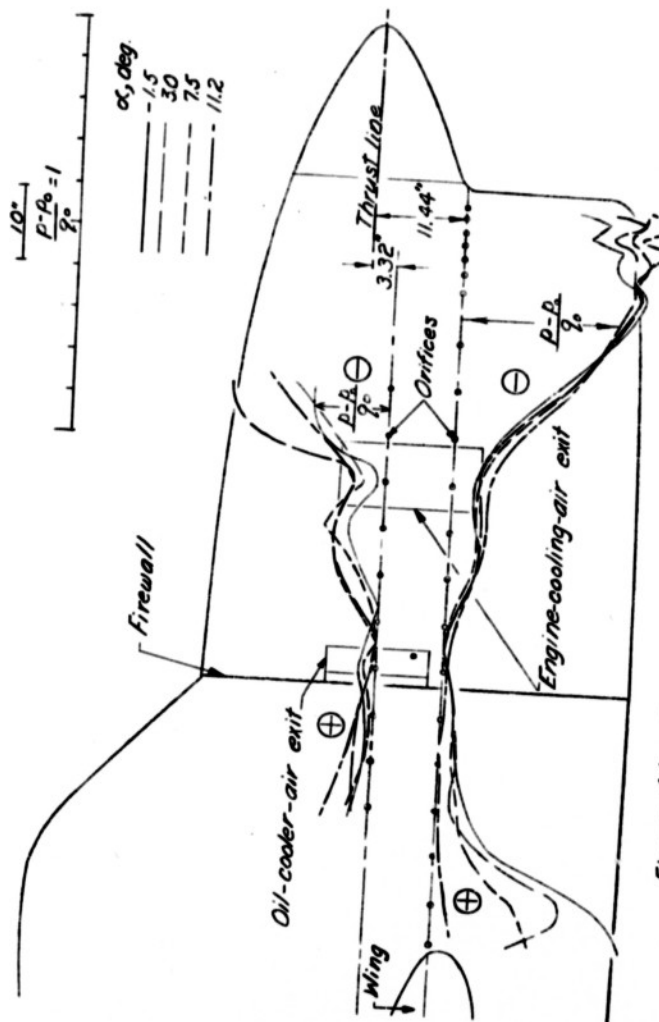 10"
p-p₀/q₀ = 1
α, deg
-1.5
3.0
7.5
11.2
Thrust line
3.32"
11.44"
p-p₀/q₀
Orifices
p-p₀/q₀
Firewall
Oil-cooler-air exit
Engine-cooling-air exit
Wing